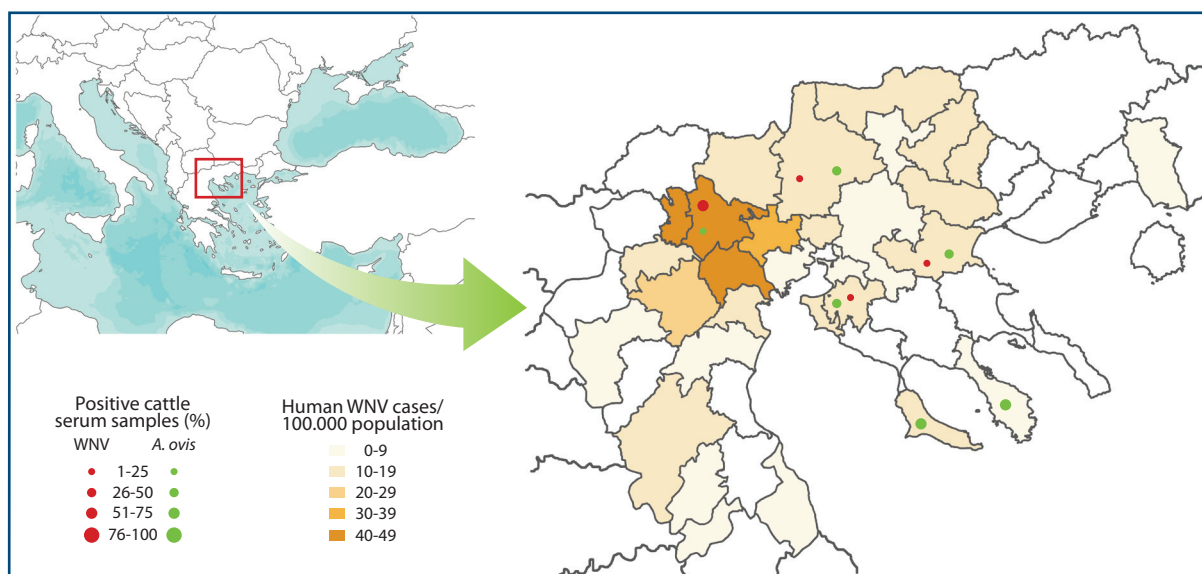 Positive cattle
serum samples (%)
WNV A. ovis
1-25
26-50
51-75
76-100
Human WNV cases/
100.000 population
0-9
10-19
20-29
30-39
40-49